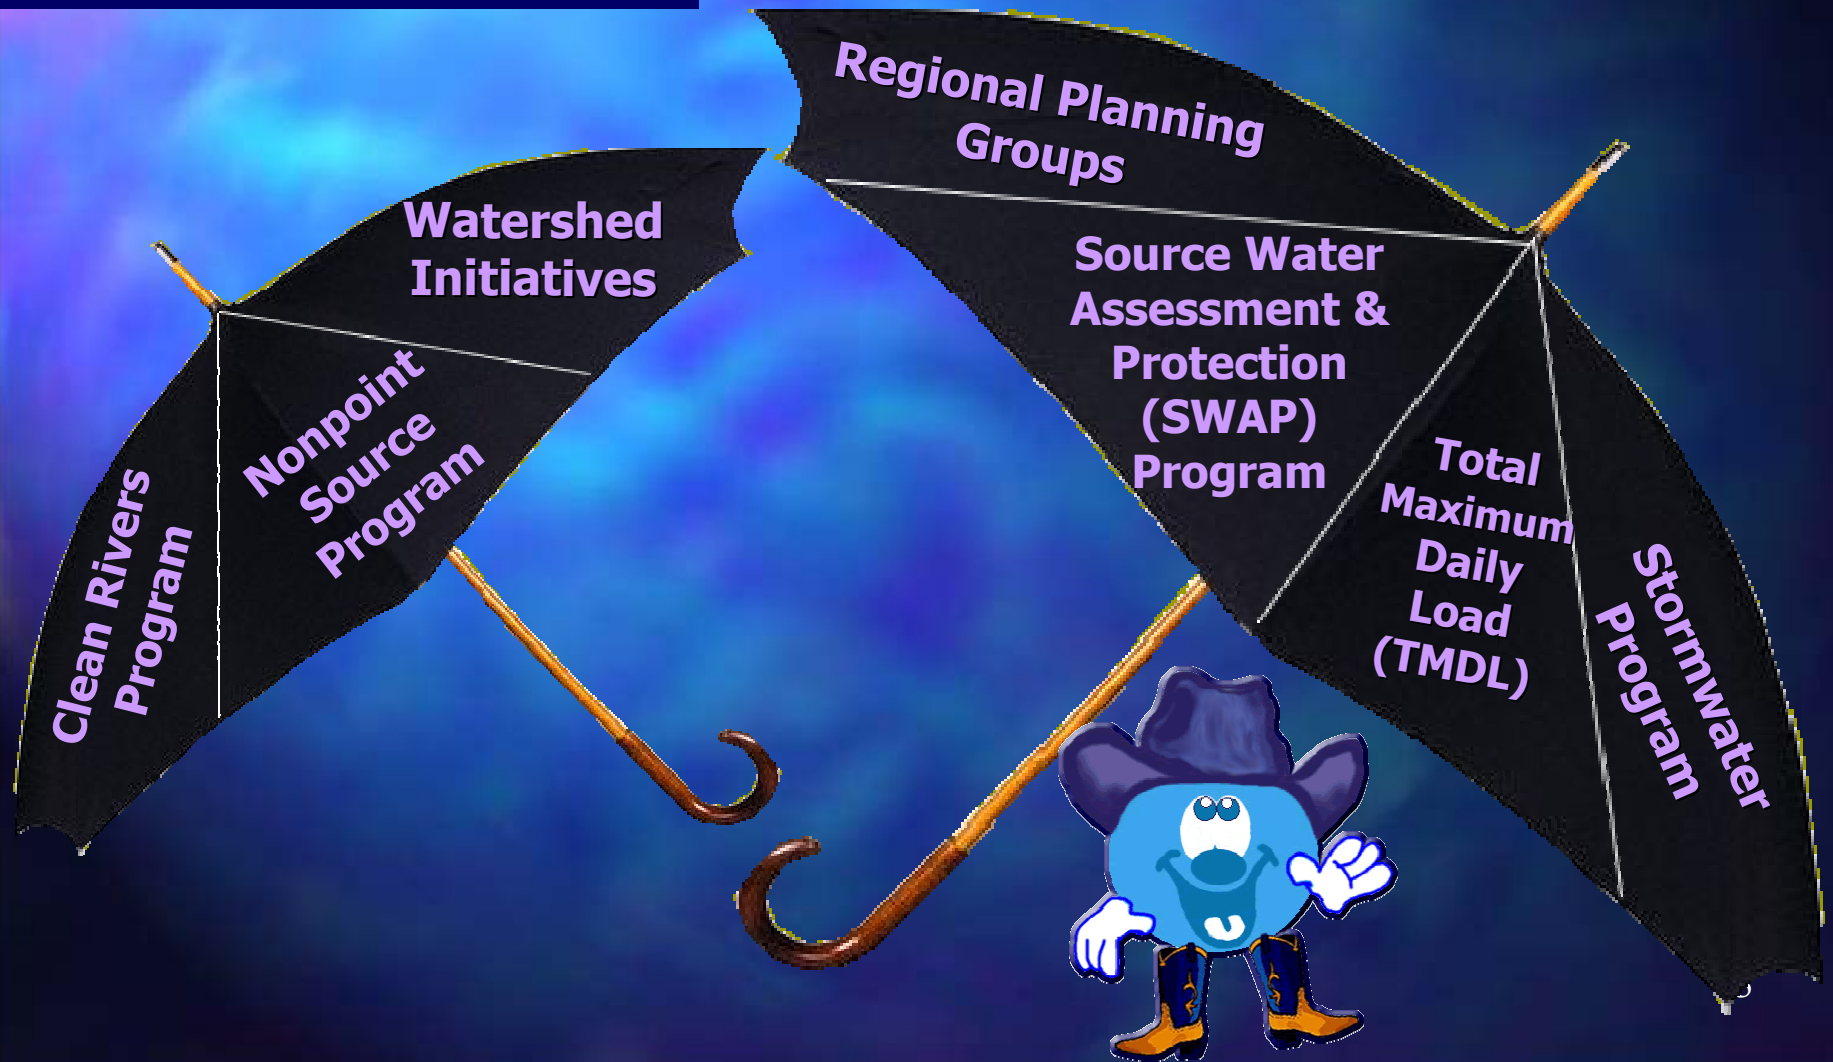 Regional Planning
Groups
Watershed
Initiatives
Source Water
Assessment &
Protection
(SWAP)
Program
Nonpoint
Source
Program
Clean Rivers
Program
Total
Maximum
Daily
Load
(TMDL)
Stormwater
Program